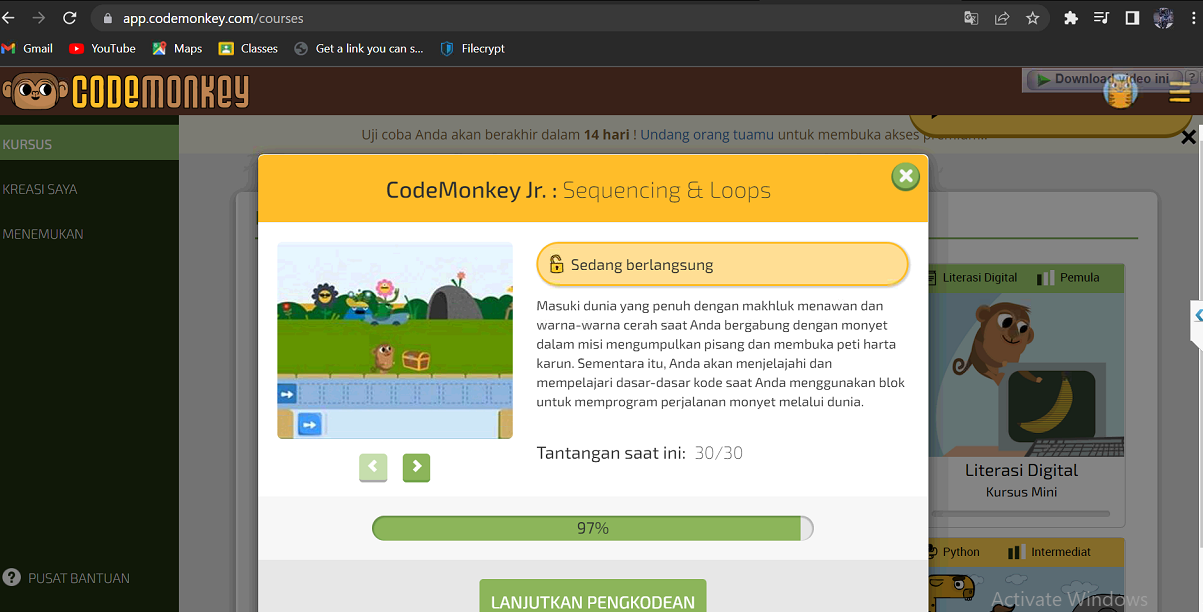 app.codemonkey.com/courses
Gmail
YouTube
Maps
Classes
Get a link you can s...
Filecrypt
CODEMONKEY
Download video ini
?
KURSUS
KREASI SAYA
MENEMUKAN
PUSAT BANTUAN
Uji coba Anda akan berakhir dalam 14 hari ! Undang orang tuamu untuk membuka akses premium...
CodeMonkey Jr. : Sequencing & Loops
Sedang berlangsung
Masuki dunia yang penuh dengan makhluk menawan dan
warna-warna cerah saat Anda bergabung dengan monyet
dalam misi mengumpulkan pisang dan membuka peti harta
karun. Sementara itu, Anda akan menjelajahi dan
mempelajari dasar-dasar kode saat Anda menggunakan blok
untuk memprogram perjalanan monyet melalui dunia.
Tantangan saat ini: 30/30
97%
LANJUTKAN PENGKODEAN
Literasi Digital
Pemula
Literasi Digital
Kursus Mini
Python
Intermediat
Activate Windows